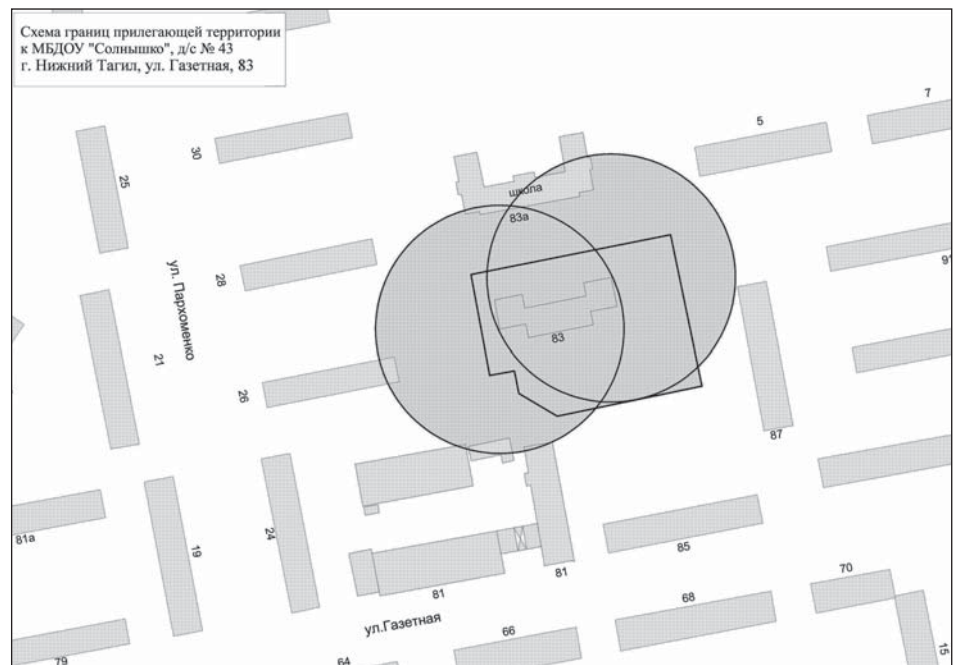 Схема границ прилегающей территории
к МБДОУ "Солнышко", д/с № 43
г. Нижний Тагил, ул. Газетная, 83
7
5
30
25
школа
83а
91
28
ул. Пархоменко
83
21
26
87
24
81а
19
85
81
81
70
68
ул.Газетная
66
64
79
15